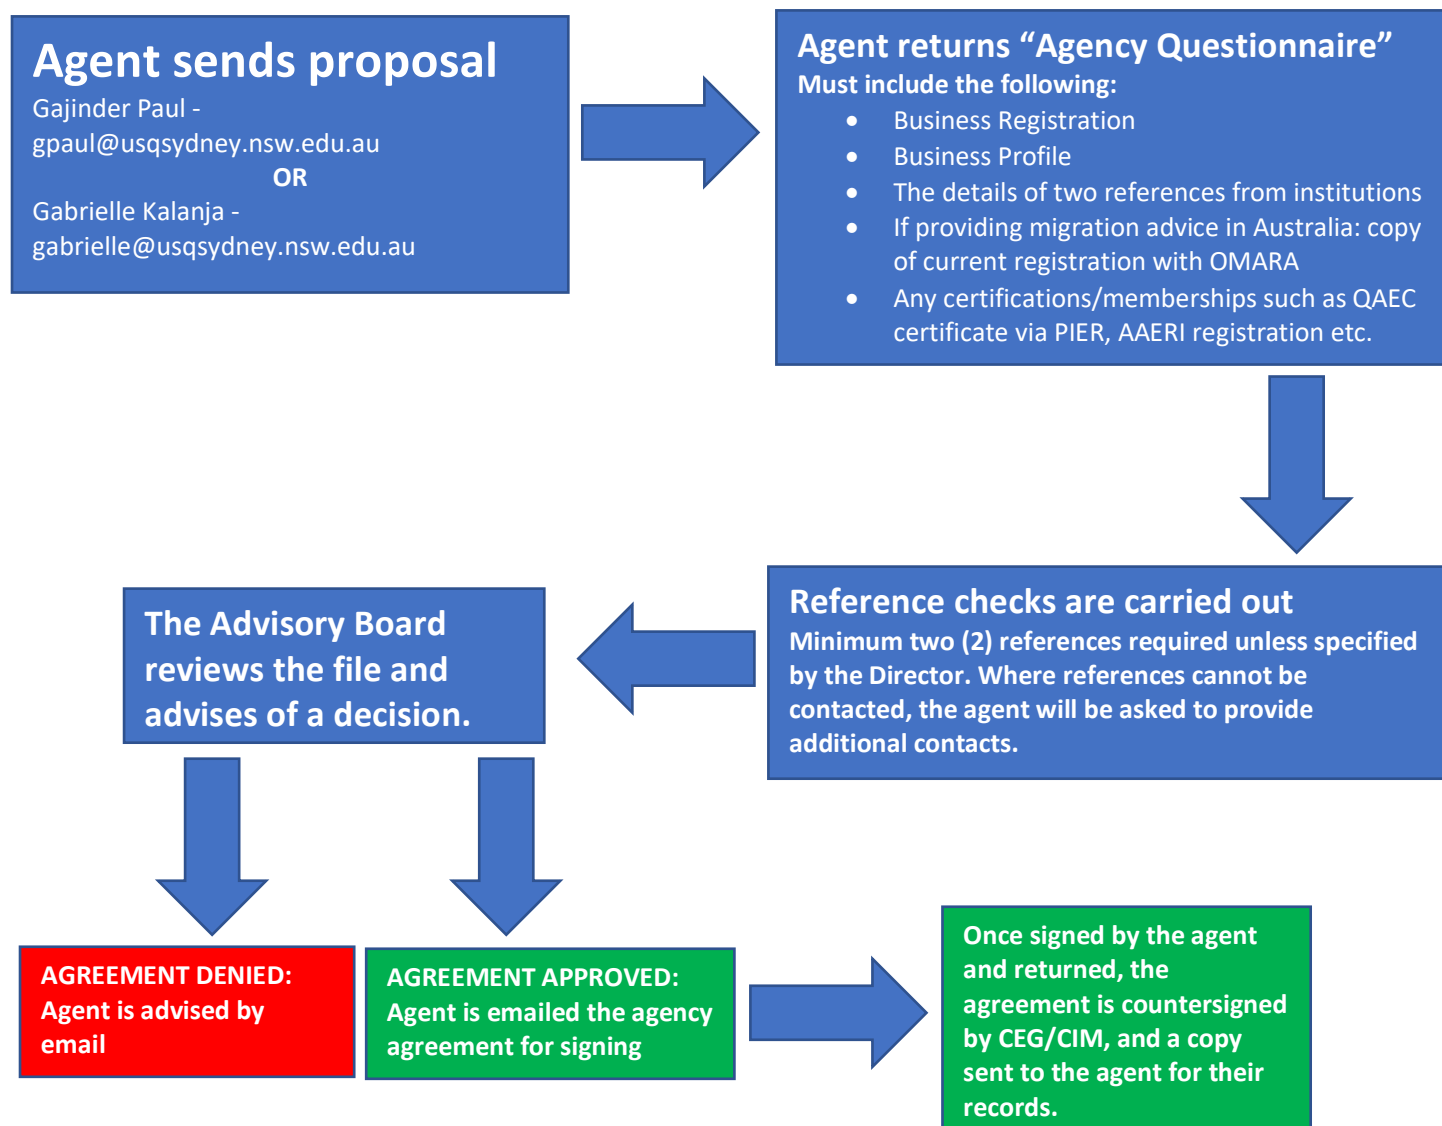 Agent sends proposal
Gajinder Paul -
gpaul@usqsydney.nsw.edu.au
OR
Gabrielle Kalanja -
gabrielle@usqsydney.nsw.edu.au
Agent returns “Agency Questionnaire”
Must include the following:
• Business Registration
• Business Profile
• The details of two references from institutions
• If providing migration advice in Australia: copy
of current registration with OMARA
• Any certifications/memberships such as QAEC
certificate via PIER, AAERI registration etc.
Reference checks are carried out
Minimum two (2) references required unless specified
by the Director. Where references cannot be
contacted, the agent will be asked to provide
additional contacts.
The Advisory Board
reviews the file and
advises of a decision.
AGREEMENT DENIED:
Agent is advised by
email
AGREEMENT APPROVED:
Agent is emailed the agency
agreement for signing
Once signed by the agent
and returned, the
agreement is countersigned
by CEG/CIM, and a copy
sent to the agent for their
records.